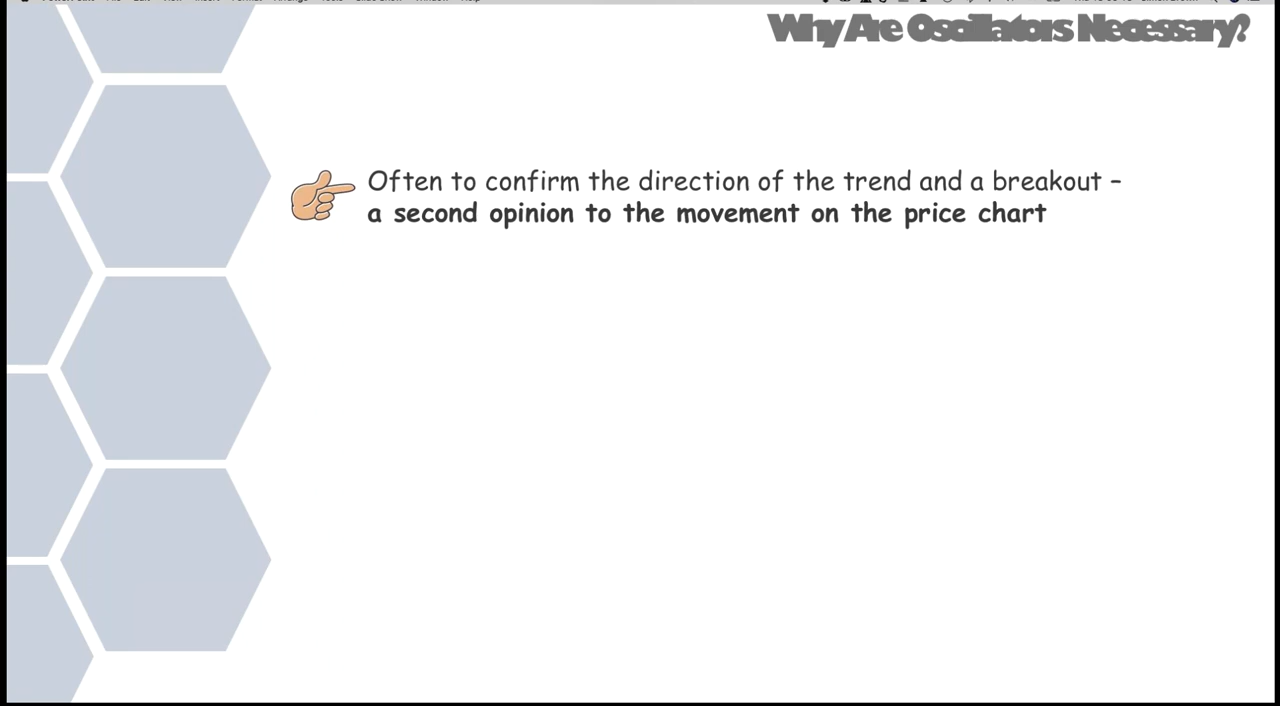 Why Are Oscillators Necessary?
Often to confirm the direction of the trend and a breakout –
a second opinion to the movement on the price chart